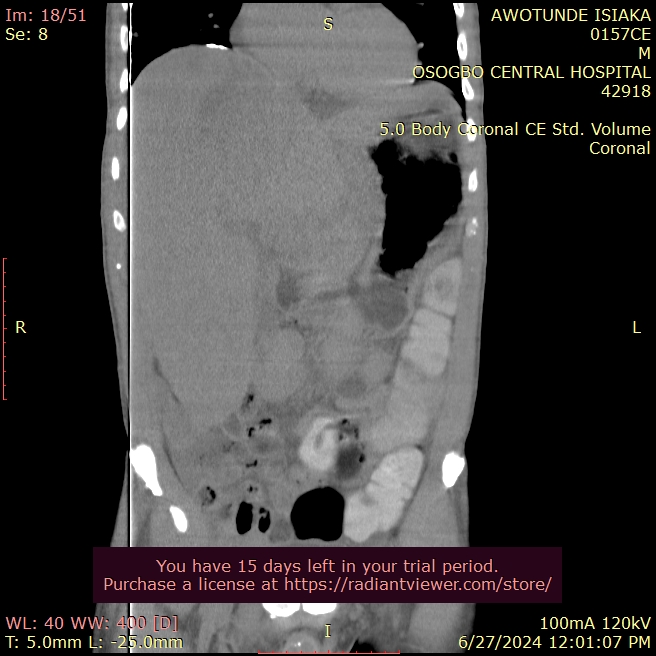 Im: 18/51
Se: 8
S
AWOTUNDE ISIAKA
0157CE
M
OSOGBO CENTRAL HOSPITAL
42918
5.0 Body Coronal CE Std. Volume
Coronal
R
L
You have 15 days left in your trial period.
Purchase a license at https://radiantviewer.com/store/
WL: 40 WW: 400 [D]
T: 5.0mm L: -25.0mm
I
100mA 120kV
6/27/2024 12:01:07 PM